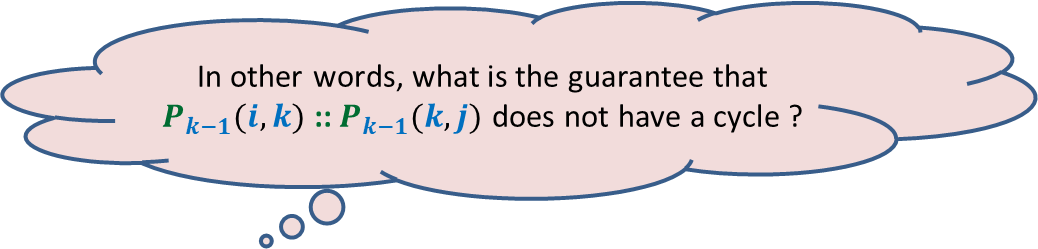 In other words, what is the guarantee that
𝑷ₖ₋₁(𝒊, 𝒌) :: 𝑷ₖ₋₁(𝒌, 𝒋) does not have a cycle ?